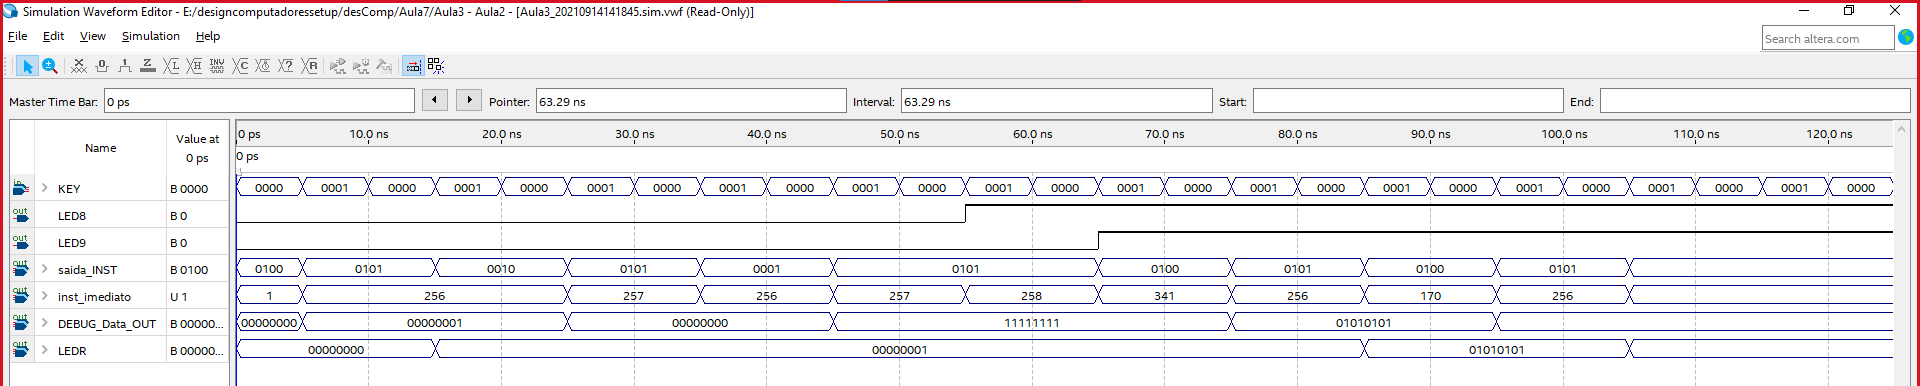 Simulation Waveform Editor - E:/designcomputadoressetup/desComp/Aula7/Aula3 - Aula2 - [Aula3_20210914141845.sim.vwf (Read-Only)]
File Edit View Simulation Help
Search altera.com
Master Time Bar: 0 ps Pointer: 63.29 ns Interval: 63.29 ns Start: End:
Name Value at 0 ps 0 ps 10.0 ns 20.0 ns 30.0 ns 40.0 ns 50.0 ns 60.0 ns 70.0 ns 80.0 ns 90.0 ns 100.0 ns 110.0 ns 120.0 ns
0 ps
in KEY B 0000 0000 0001 0000 0001 0000 0001 0000 0001 0000 0001 0000 0001 0000 0001 0000 0001 0000 0001 0000 0001 0000 0001 0000 0001 0000
out LED8 B 0
out LED9 B 0
out saida_INST B 0100 0100 0101 0010 0101 0001 0101 0100 0101 0100 0101
out inst_imediato U 1 1 256 257 256 257 258 341 256 170 256
out DEBUG_Data_OUT B 00000... 00000000 00000001 00000000 11111111 01010101
out LEDR B 00000... 00000000 00000001 01010101